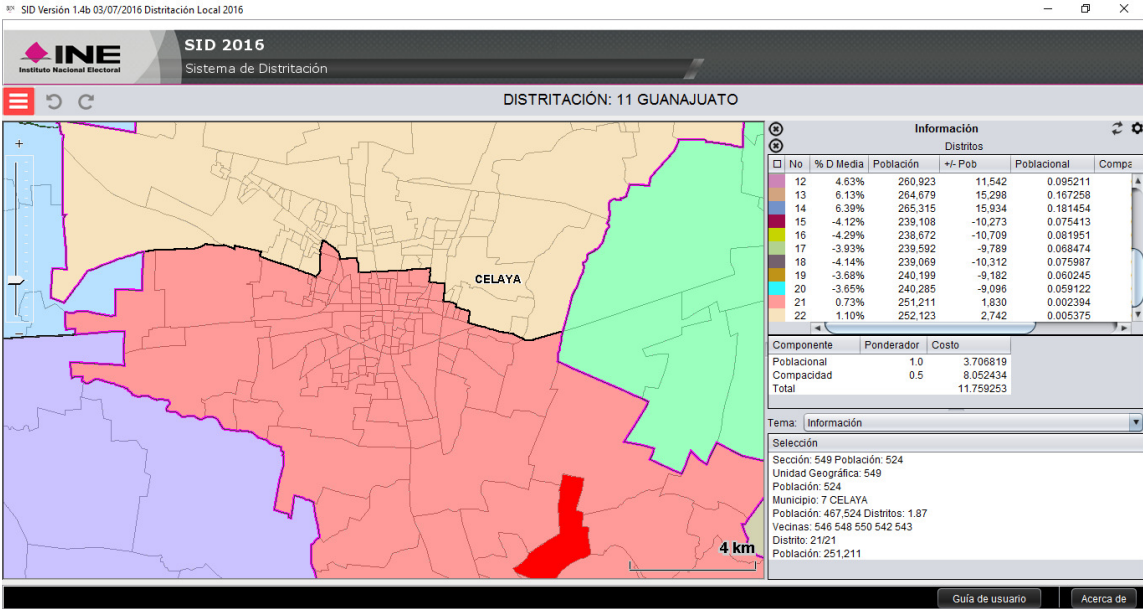 SID Versión 1.4b 03/07/2016 Distritación Local 2016
INE
Instituto Nacional Electoral
SID 2016
Sistema de Distritación
DISTRITACIÓN: 11 GUANAJUATO
CELAYA
4 km
Información
Distritos
No % D Media Población +/- Pob Poblacional Compa
12 4.63% 260,923 11,542 0.095211
13 6.13% 264,679 15,298 0.167258
14 6.39% 265,315 15,934 0.181454
15 -4.12% 239,108 -10,273 0.075413
16 -4.29% 238,672 -10,709 0.081951
17 -3.93% 239,592 -9,789 0.068474
18 -4.14% 239,069 -10,312 0.075987
19 -3.68% 240,199 -9,182 0.060245
20 -3.65% 240,285 -9,096 0.059122
21 0.73% 251,211 1,830 0.002394
22 1.10% 252,123 2,742 0.005375
Componente Ponderador Costo
Poblacional 1.0 3.706819
Compacidad 0.5 8.052434
Total 11.759253
Tema: Información
Selección
Sección: 549 Población: 524
Unidad Geográfica: 549
Población: 524
Municipio: 7 CELAYA
Población: 467,524 Distritos: 1.87
Vecinas: 546 548 550 542 543
Distrito: 21/21
Población: 251,211
Guía de usuario
Acerca de